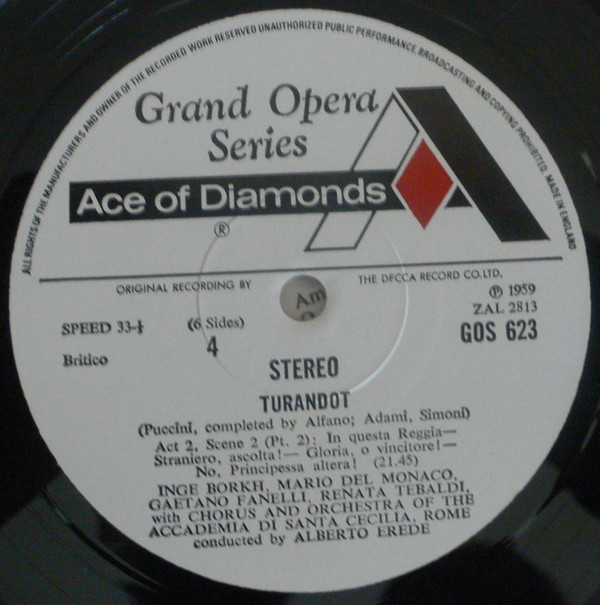 ALL RIGHTS OF THE MANUFACTURERS AND OWNER OF THE RECORDED WORK RESERVED UNAUTHORIZED PUBLIC PERFORMANCE BROADCASTING AND COPYING PROHIBITED. MADE IN ENGLAND
Grand Opera
Series
Ace of Diamonds
®
ORIGINAL RECORDING BY THE DECCA RECORD CO. LTD.
SPEED 33-⅓ (6 Sides) ℗ 1959
ZAL 2813
Britico 4 GOS 623
STEREO
TURANDOT
(Puccini, completed by Alfano; Adami, Simoni)
Act 2, Scene 2 (Pt. 2): In questa Reggia—
Straniero, ascolta!— Gloria, o vincitore!—
No, Principessa altera! (21.45)
INGE BORKH, MARIO DEL MONACO,
GAETANO FANELLI, RENATA TEBALDI,
with CHORUS AND ORCHESTRA OF THE
ACCADEMIA DI SANTA CECILIA, ROME
conducted by ALBERTO EREDE
Am